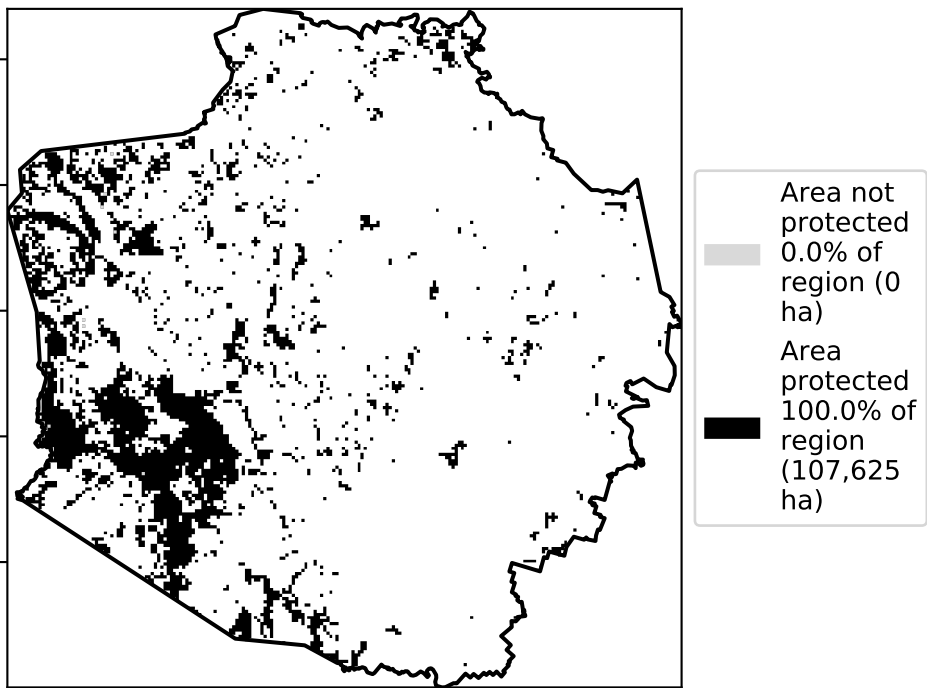 Area not
protected
0.0% of
region (0
ha)
Area
protected
100.0% of
region
(107,625
ha)